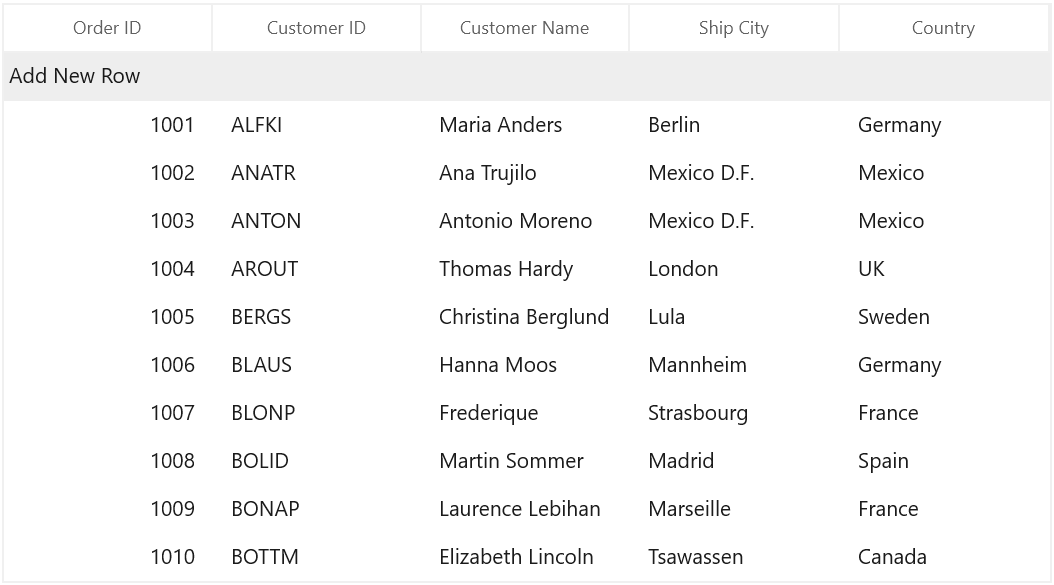 Order ID Customer ID Customer Name Ship City Country
Add New Row
1001 ALFKI Maria Anders Berlin Germany
1002 ANATR Ana Trujilo Mexico D.F. Mexico
1003 ANTON Antonio Moreno Mexico D.F. Mexico
1004 AROUT Thomas Hardy London UK
1005 BERGS Christina Berglund Lula Sweden
1006 BLAUS Hanna Moos Mannheim Germany
1007 BLONP Frederique Strasbourg France
1008 BOLID Martin Sommer Madrid Spain
1009 BONAP Laurence Lebihan Marseille France
1010 BOTTM Elizabeth Lincoln Tsawassen Canada